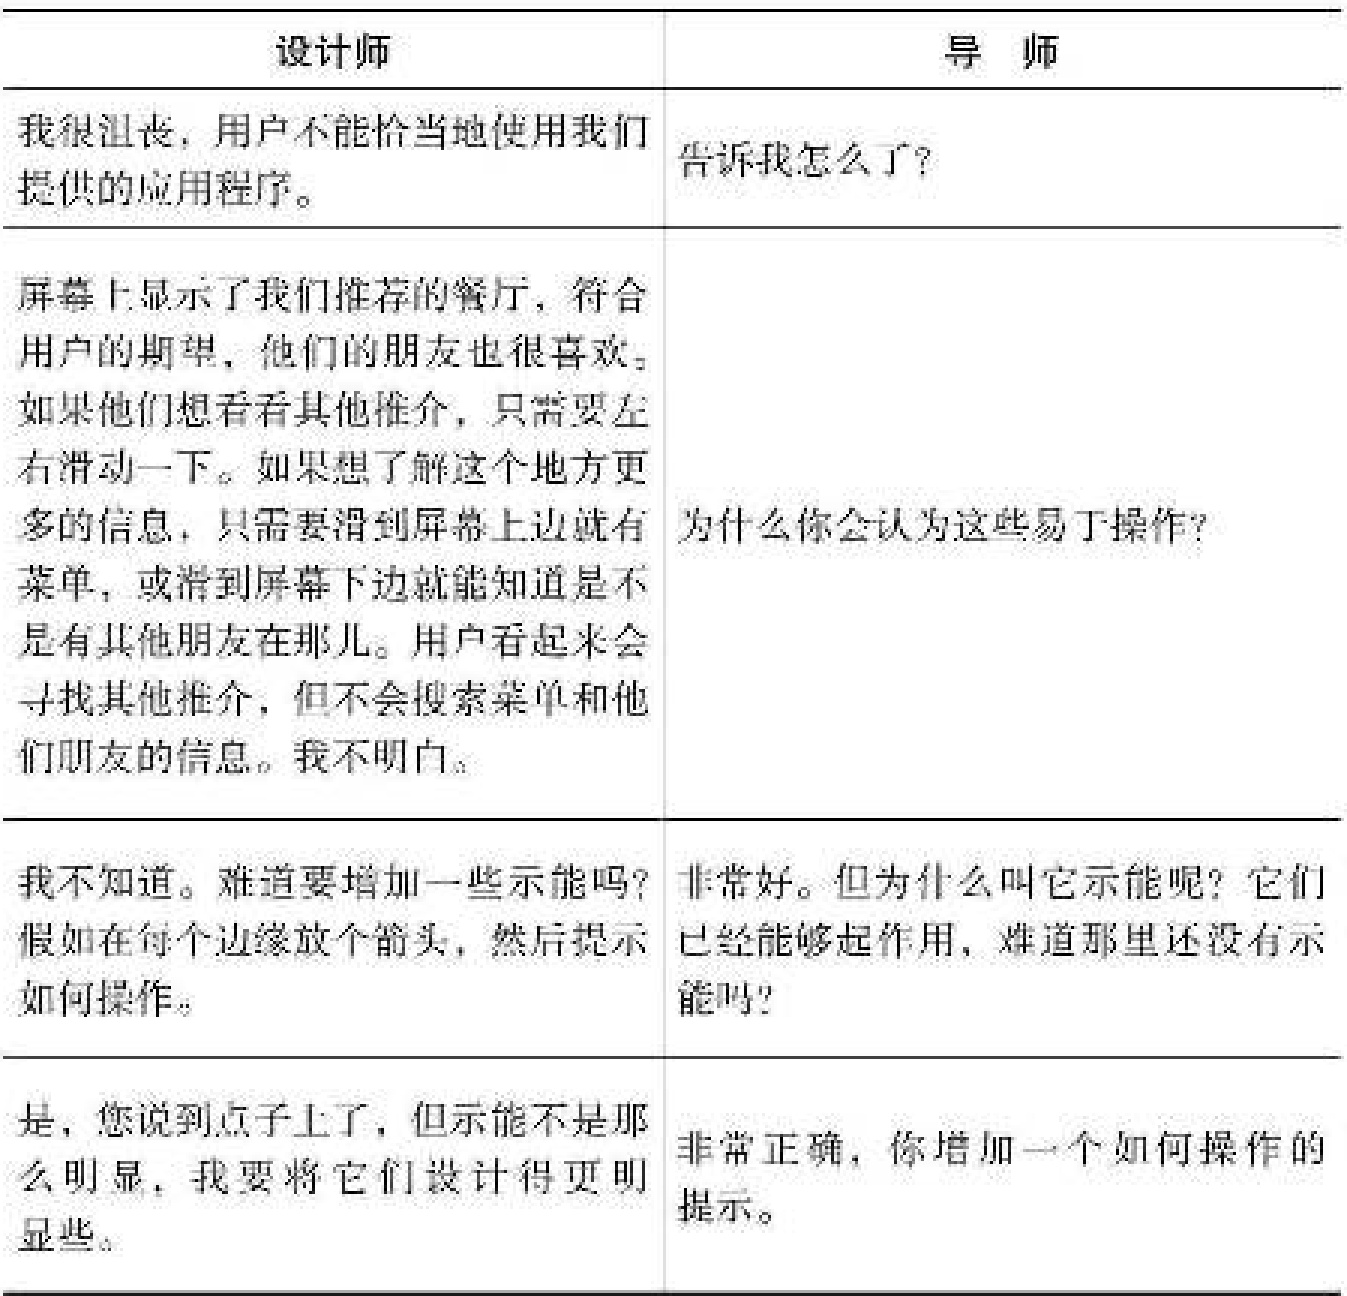 设计师
导 师
我很沮丧，用户不能恰当地使用我们
提供的应用程序。
告诉我怎么了？
屏幕上显示了我们推荐的餐厅，符合
用户的期望，他们的朋友也很喜欢。
如果他们想看看其他推介，只需要左
右滑动一下。如果想了解这个地方更
多的信息，只需要滑到屏幕上边就有
菜单，或滑到屏幕下边就能知道是不
是有其他朋友在那儿。用户看起来会
寻找其他推介，但不会搜索菜单和他
们朋友的信息。我不明白。
为什么你会认为这些易于操作？
我不知道。难道要增加一些示能吗？
假如在每个边缘放个箭头，然后提示
如何操作。
非常好。但为什么叫它示能呢？它们
已经能够起作用，难道那里还没有示
能吗？
是，您说到点子上了，但示能不是那
么明显，我要将它们设计得更明
显些。
非常正确，你增加一个如何操作的
提示。